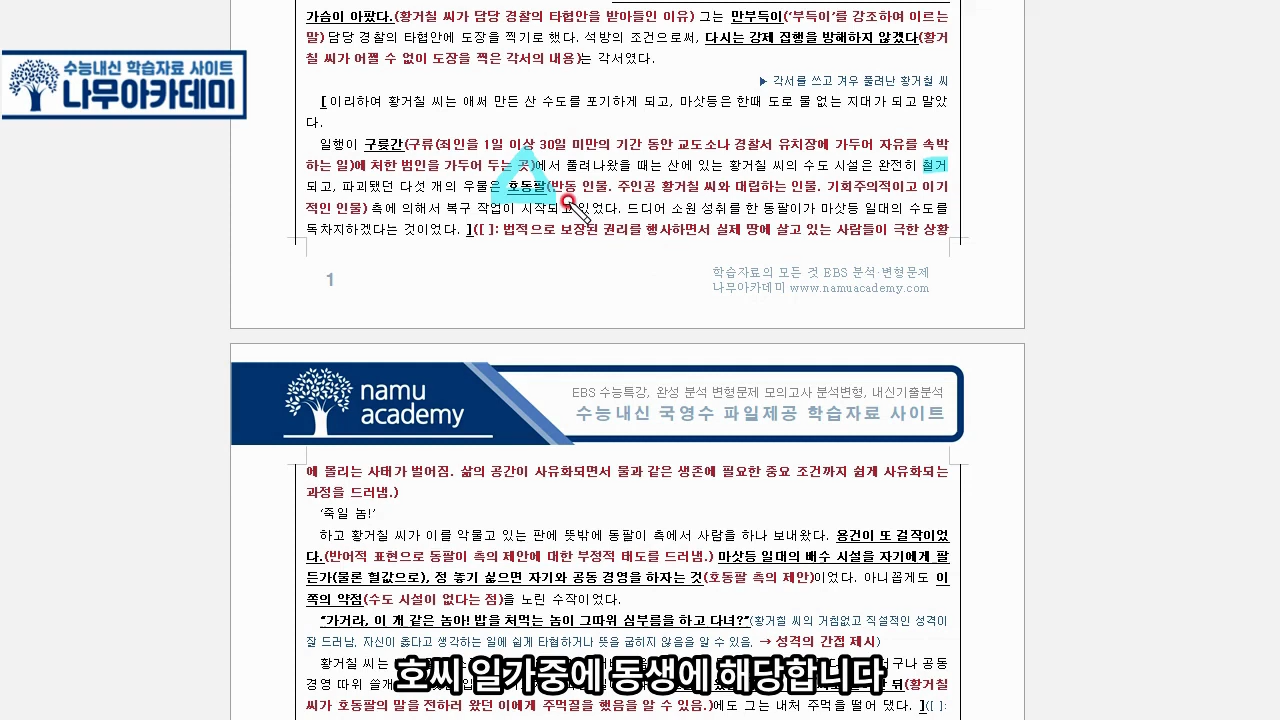 가슴이 아팠다.(황거칠 씨가 담당 경찰의 타협안을 받아들인 이유) 그는 만부득이('부득이'를 강조하여 이르는
말) 담당 경찰의 타협안에 도장을 찍기로 했다. 석방의 조건으로써, 다시는 강제 집행을 방해하지 않겠다(황거
칠 씨가 어쩔 수 없이 도장을 찍은 각서의 내용)는 각서였다.
▶ 각서를 쓰고 겨우 풀려난 황거칠 씨
수능내신 학습자료 사이트
나무아카데미
[이리하여 황거칠 씨는 애써 만든 산 수도를 포기하게 되고, 마삿등은 한때 도로 물 없는 지대가 되고 말았
다.
일행이 구륫간(구류(죄인을 1일 이상 30일 미만의 기간 동안 교도소나 경찰서 유치장에 가두어 자유를 속박
하는 일)에 처한 범인을 가두어 두는 곳)에서 풀려나왔을 때는 산에 있는 황거칠 씨의 수도 시설은 완전히 철거
되고, 파괴됐던 다섯 개의 우물은 호동팔(반동 인물. 주인공 황거칠 씨와 대립하는 인물. 기회주의적이고 이기
적인 인물) 측에 의해서 복구 작업이 시작되고 있었다. 드디어 소원 성취를 한 동팔이가 마삿등 일대의 수도를
독차지하겠다는 것이었다. ]([ ]: 법적으로 보장된 권리를 행사하면서 실제 땅에 살고 있는 사람들이 극한 상황
1
학습자료의 모든 것 EBS 분석·변형문제
나무아카데미 www.namuacademy.com
namu
academy
EBS 수능특강, 완성 분석 변형문제 모의고사 분석변형, 내신기출분석
수능내신 국영수 파일제공 학습자료 사이트
에 몰리는 사태가 벌어짐. 삶의 공간이 사유화되면서 물과 같은 생존에 필요한 중요 조건까지 쉽게 사유화되는
과정을 드러냄.)
'죽일 놈!'
하고 황거칠 씨가 이를 악물고 있는 판에 뜻밖에 동팔이 측에서 사람을 하나 보내왔다. 용건이 또 걸작이었
다.(반어적 표현으로 동팔이 측의 제안에 대한 부정적 태도를 드러냄.) 마삿등 일대의 배수 시설을 자기에게 팔
든가(물론 헐값으로), 정 놓기 싫으면 자기와 공동 경영을 하자는 것(호동팔 측의 제안)이었다. 아니꼽게도 이
쪽의 약점(수도 시설이 없다는 점)을 노린 수작이었다.
"가거라, 이 개 같은 놈아! 밥을 처먹는 놈이 그따위 심부름을 하고 다녀?"(황거칠 씨의 거침없고 직설적인 성격이
잘 드러남. 자신이 옳다고 생각하는 일에 쉽게 타협하거나 뜻을 굽히지 않음을 알 수 있음. → 성격의 간접 제시)
황거칠 씨는
호씨 일가중에 동생에 해당합니다
경영 따위 쓸개 뒤(황거칠
씨가 호동팔의 말을 전하러 왔던 이에게 주먹질을 했음을 알 수 있음.)에도 그는 내처 주먹을 떨어 댔다. ]([ ]: